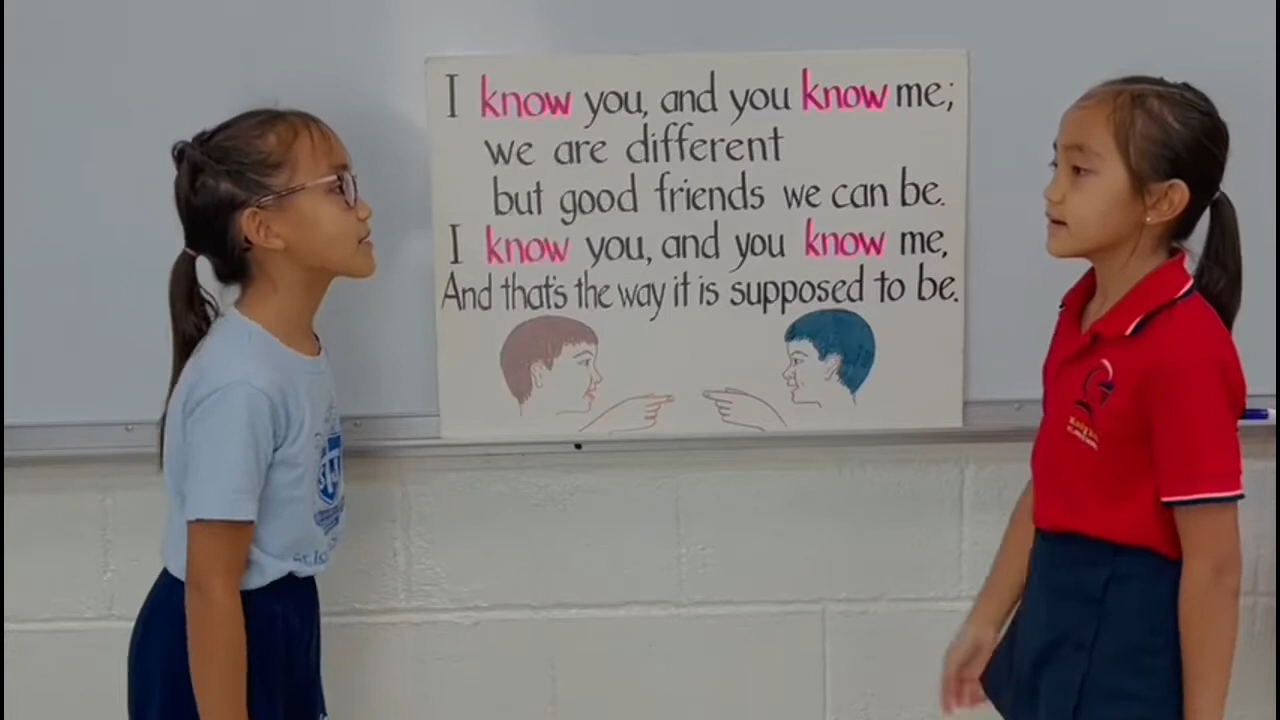 I know you, and you know me;
we are different
but good friends we can be.
I know you, and you know me,
And that's the way it is supposed to be.